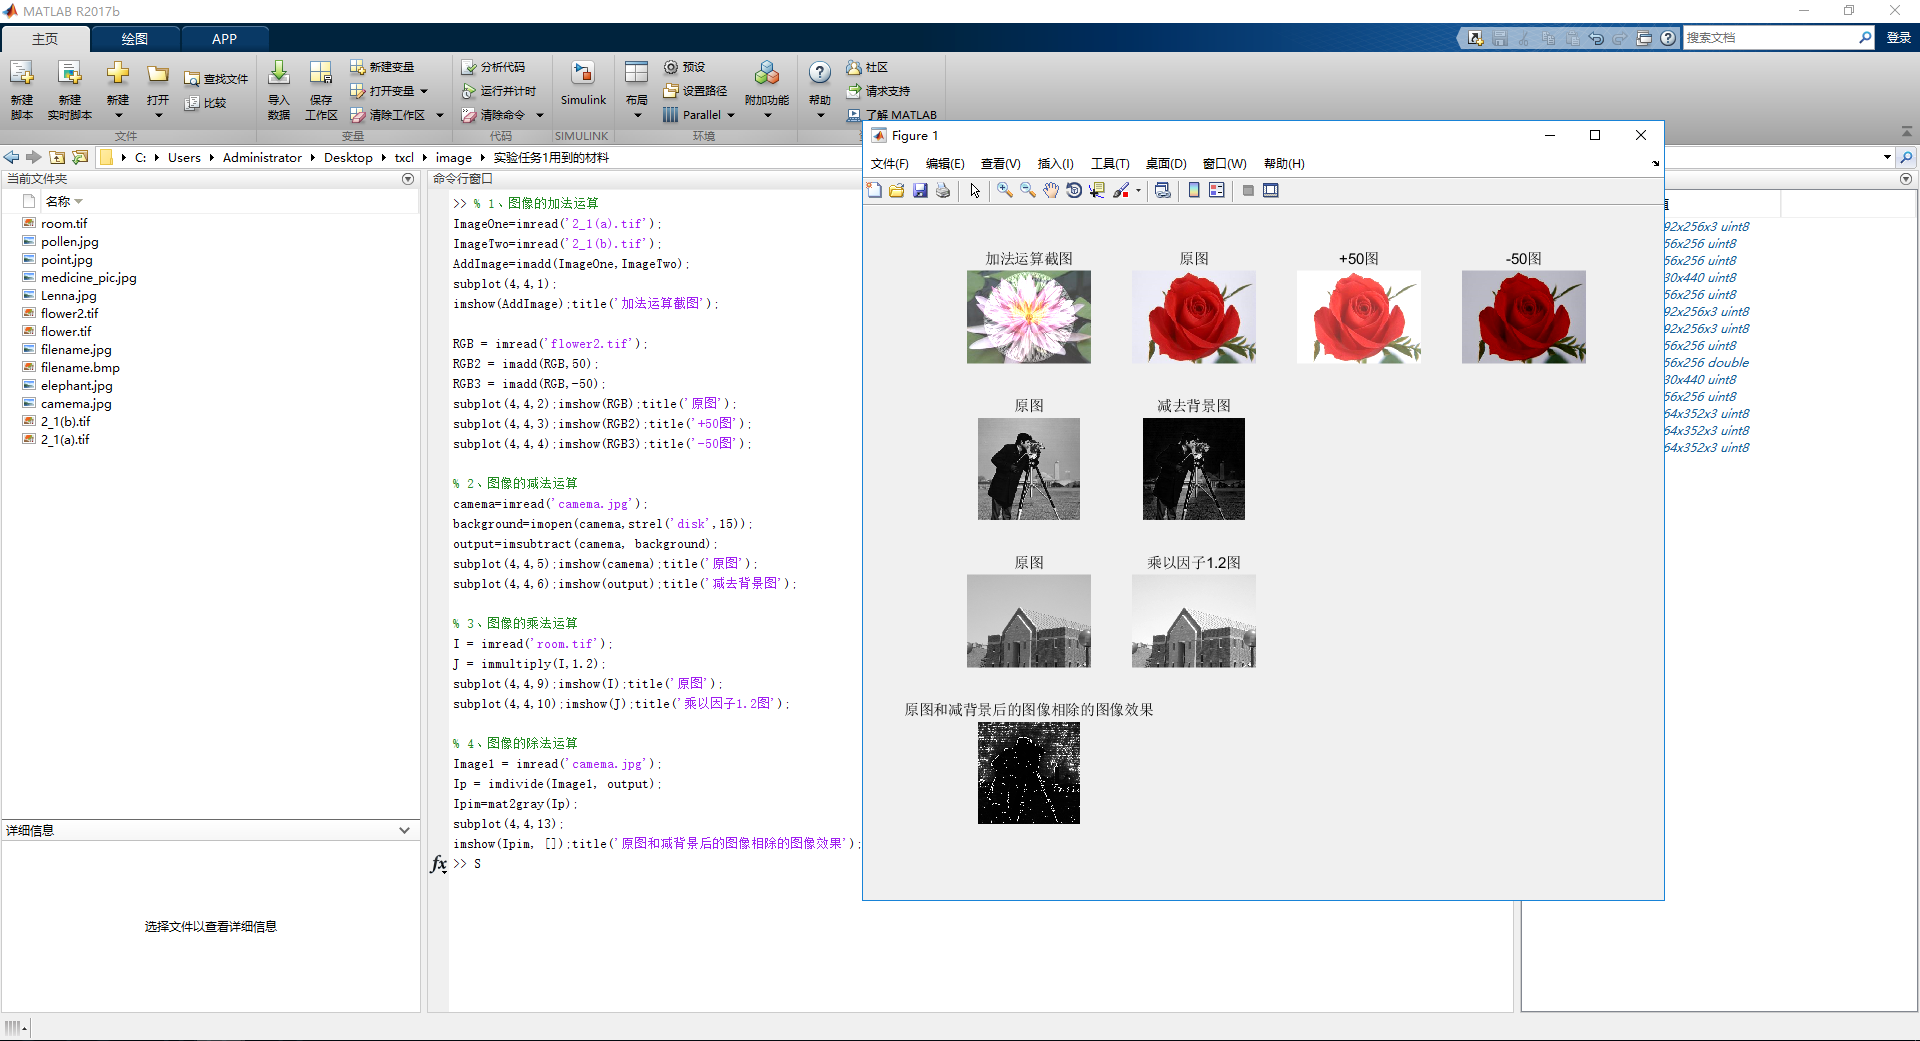 MATLAB R2017b
主页
绘图
APP
搜索文档
登录
新建
脚本
新建
实时脚本
新建
打开
查找文件
比较
导入
数据
保存
工作区
新建变量
打开变量
清除工作区
分析代码
运行并计时
清除命令
Simulink
布局
预设
设置路径
Parallel
附加功能
帮助
社区
请求支持
了解 MATLAB
文件
变量
代码
SIMULINK
环境
C: Users Administrator Desktop txcl image 实验任务1用到的材料
当前文件夹
名称
room.tif
pollen.jpg
point.jpg
medicine_pic.jpg
Lenna.jpg
flower2.tif
flower.tif
filename.jpg
filename.bmp
elephant.jpg
camema.jpg
2_1(b).tif
2_1(a).tif
详细信息
选择文件以查看详细信息
命令行窗口
>> % 1、图像的加法运算
ImageOne=imread('2_1(a).tif');
ImageTwo=imread('2_1(b).tif');
AddImage=imadd(ImageOne,ImageTwo);
subplot(4,4,1);
imshow(AddImage);title('加法运算截图');
RGB = imread('flower2.tif');
RGB2 = imadd(RGB,50);
RGB3 = imadd(RGB,-50);
subplot(4,4,2);imshow(RGB);title('原图');
subplot(4,4,3);imshow(RGB2);title('+50图');
subplot(4,4,4);imshow(RGB3);title('-50图');
% 2、图像的减法运算
camema=imread('camema.jpg');
background=imopen(camema,strel('disk',15));
output=imsubtract(camema, background);
subplot(4,4,5);imshow(camema);title('原图');
subplot(4,4,6);imshow(output);title('减去背景图');
% 3、图像的乘法运算
I = imread('room.tif');
J = immultiply(I,1.2);
subplot(4,4,9);imshow(I);title('原图');
subplot(4,4,10);imshow(J);title('乘以因子1.2图');
% 4、图像的除法运算
Image1 = imread('camema.jpg');
Ip = imdivide(Image1, output);
Ipim=mat2gray(Ip);
subplot(4,4,13);
imshow(Ipim, []);title('原图和减背景后的图像相除的图像效果');
fx >> S
Figure 1
文件(F) 编辑(E) 查看(V) 插入(I) 工具(T) 桌面(D) 窗口(W) 帮助(H)
加法运算截图
原图
+50图
-50图
原图
减去背景图
原图
乘以因子1.2图
原图和减背景后的图像相除的图像效果
值
92x256x3 uint8
56x256 uint8
56x256 uint8
30x440 uint8
56x256 uint8
92x256x3 uint8
92x256x3 uint8
56x256 uint8
56x256 double
30x440 uint8
56x256 uint8
64x352x3 uint8
64x352x3 uint8
64x352x3 uint8